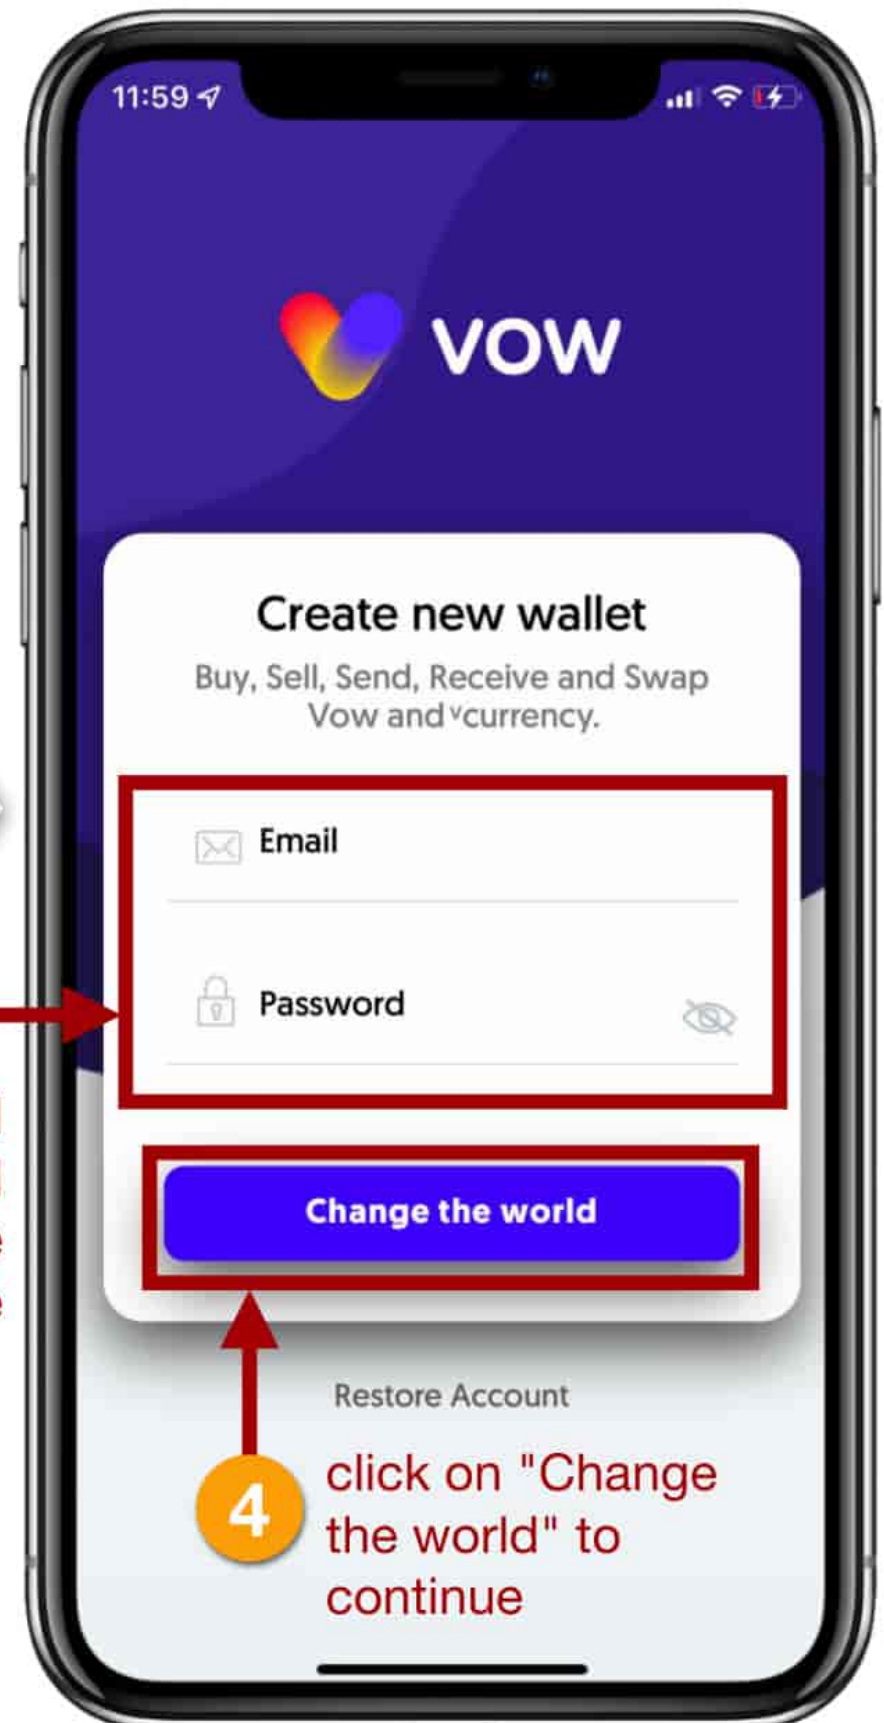 11:59
VOW
Create new wallet
Buy, Sell, Send, Receive and Swap
Vow and vcurrency.
Email
Password
Change the world
Restore Account
4
click on "Change
the world" to
continue